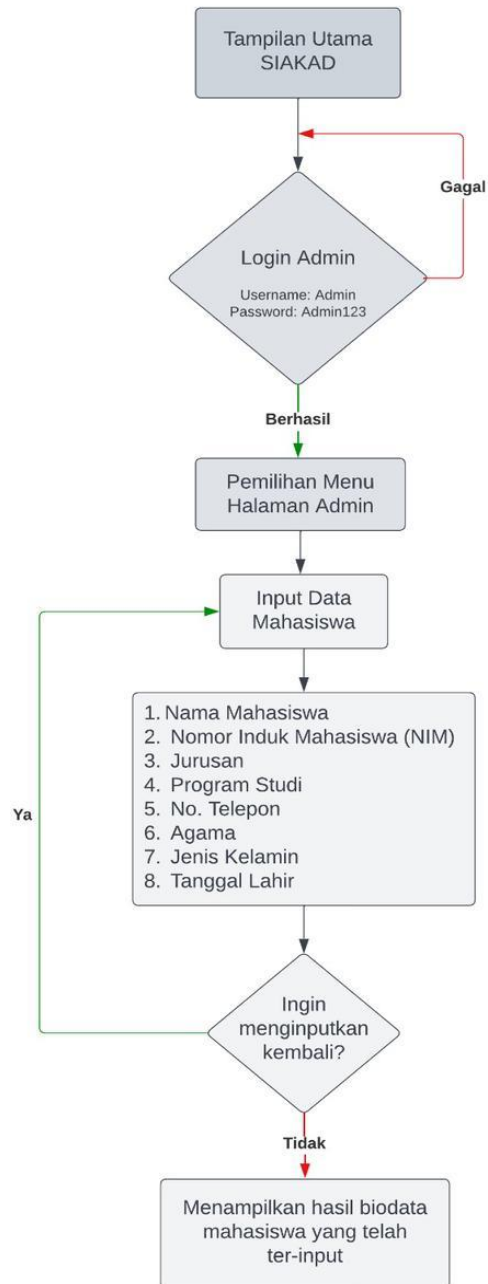 Tampilan Utama
SIAKAD
Gagal
Login Admin
Username: Admin
Password: Admin123
Berhasil
Pemilihan Menu
Halaman Admin
Input Data
Mahasiswa
1. Nama Mahasiswa
2. Nomor Induk Mahasiswa (NIM)
3. Jurusan
4. Program Studi
5. No. Telepon
6. Agama
7. Jenis Kelamin
8. Tanggal Lahir
Ya
Ingin
menginputkan
kembali?
Tidak
Menampilkan hasil biodata
mahasiswa yang telah
ter-input